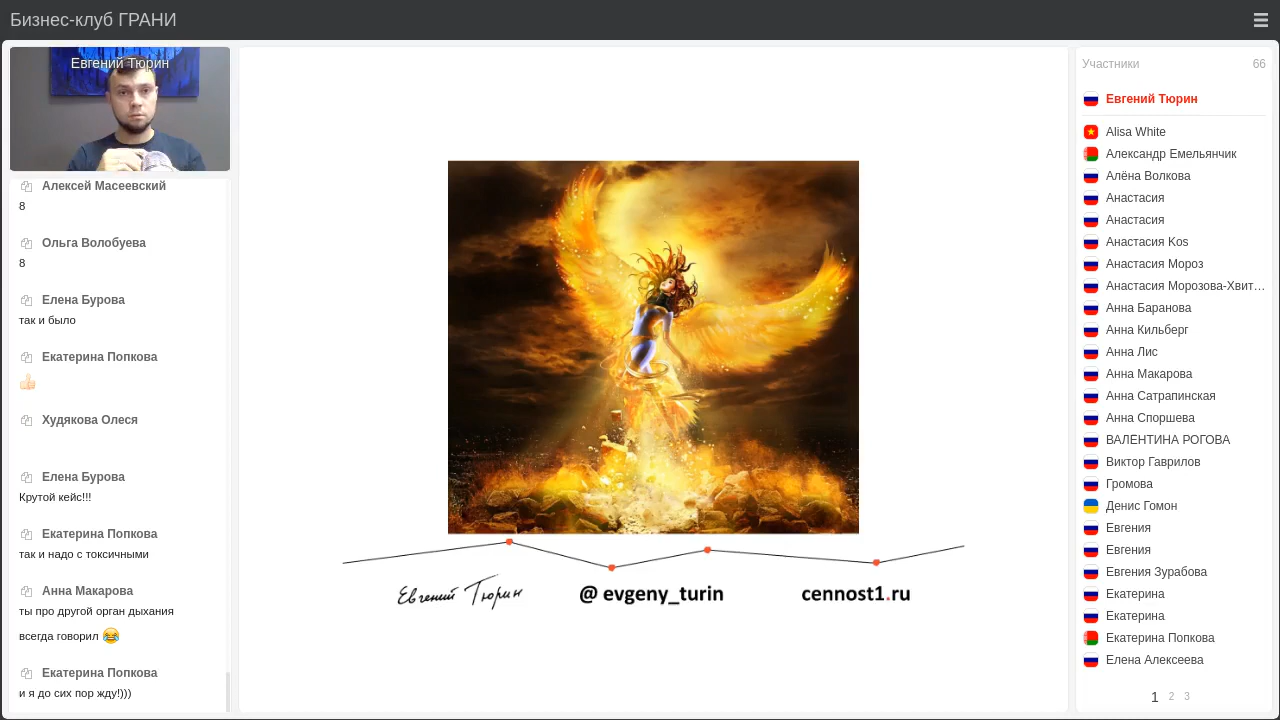 Бизнес-клуб ГРАНИ
Евгений Тюрин
Алексей Масеевский
8
Ольга Волобуева
8
Елена Бурова
так и было
Екатерина Попкова
Худякова Олеся
Елена Бурова
Крутой кейс!!!
Екатерина Попкова
так и надо с токсичными
Анна Макарова
ты про другой орган дыхания
всегда говорил
Екатерина Попкова
и я до сих пор жду!)))
Евгений Тюрин
@ evgeny_turin
cennost1.ru
Участники 66
Евгений Тюрин
Alisa White
Александр Емельянчик
Алёна Волкова
Анастасия
Анастасия
Анастасия Kos
Анастасия Мороз
Анастасия Морозова-Хвит…
Анна Баранова
Анна Кильберг
Анна Лис
Анна Макарова
Анна Сатрапинская
Анна Споршева
ВАЛЕНТИНА РОГОВА
Виктор Гаврилов
Громова
Денис Гомон
Евгения
Евгения
Евгения Зурабова
Екатерина
Екатерина
Екатерина Попкова
Елена Алексеева
1 2 3